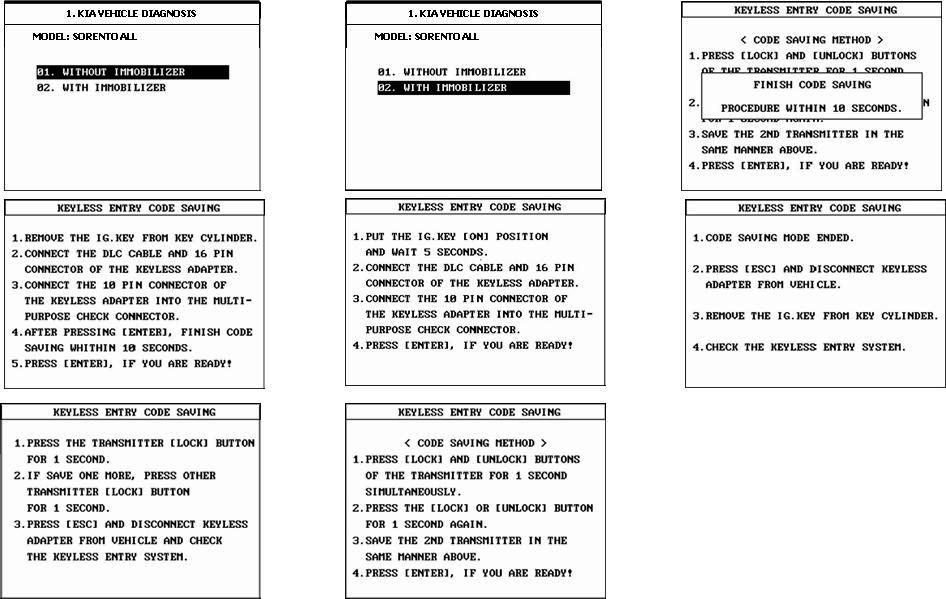 1. KIA VEHICLE DIAGNOSIS
MODEL: SORENTO ALL
01. WITHOUT IMMOBILIZER
02. WITH IMMOBILIZER
KEYLESS ENTRY CODE SAVING
1.REMOVE THE IG.KEY FROM KEY CYLINDER.
2.CONNECT THE DLC CABLE AND 16 PIN
CONNECTOR OF THE KEYLESS ADAPTER.
3.CONNECT THE 10 PIN CONNECTOR OF
THE KEYLESS ADAPTER INTO THE MULTI-
PURPOSE CHECK CONNECTOR.
4.AFTER PRESSING [ENTER], FINISH CODE
SAVING WHITHIN 10 SECONDS.
5.PRESS [ENTER], IF YOU ARE READY!
KEYLESS ENTRY CODE SAVING
1.PRESS THE TRANSMITTER [LOCK] BUTTON
FOR 1 SECOND.
2.IF SAVE ONE MORE, PRESS OTHER
TRANSMITTER [LOCK] BUTTON
FOR 1 SECOND.
3.PRESS [ESC] AND DISCONNECT KEYLESS
ADAPTER FROM VEHICLE AND CHECK
THE KEYLESS ENTRY SYSTEM.
1. KIA VEHICLE DIAGNOSIS
MODEL: SORENTO ALL
01. WITHOUT IMMOBILIZER
02. WITH IMMOBILIZER
KEYLESS ENTRY CODE SAVING
1.PUT THE IG.KEY [ON] POSITION
AND WAIT 5 SECONDS.
2.CONNECT THE DLC CABLE AND 16 PIN
CONNECTOR OF THE KEYLESS ADAPTER.
3.CONNECT THE 10 PIN CONNECTOR OF
THE KEYLESS ADAPTER INTO THE MULTI-
PURPOSE CHECK CONNECTOR.
4.PRESS [ENTER], IF YOU ARE READY!
KEYLESS ENTRY CODE SAVING
< CODE SAVING METHOD >
1.PRESS [LOCK] AND [UNLOCK] BUTTONS
OF THE TRANSMITTER FOR 1 SECOND
SIMULTANEOUSLY.
2.PRESS THE [LOCK] OR [UNLOCK] BUTTON
FOR 1 SECOND AGAIN.
3.SAVE THE 2ND TRANSMITTER IN THE
SAME MANNER ABOVE.
4.PRESS [ENTER], IF YOU ARE READY!
KEYLESS ENTRY CODE SAVING
< CODE SAVING METHOD >
1.PRESS [LOCK] AND [UNLOCK] BUTTONS
OF THE TRANSMITTER FOR 1 SECOND
FINISH CODE SAVING
2. N
PROCEDURE WITHIN 10 SECONDS.
FOR 1 SECOND AGAIN.
3.SAVE THE 2ND TRANSMITTER IN THE
SAME MANNER ABOVE.
4.PRESS [ENTER], IF YOU ARE READY!
KEYLESS ENTRY CODE SAVING
1.CODE SAVING MODE ENDED.
2.PRESS [ESC] AND DISCONNECT KEYLESS
ADAPTER FROM VEHICLE.
3.REMOVE THE IG.KEY FROM KEY CYLINDER.
4.CHECK THE KEYLESS ENTRY SYSTEM.